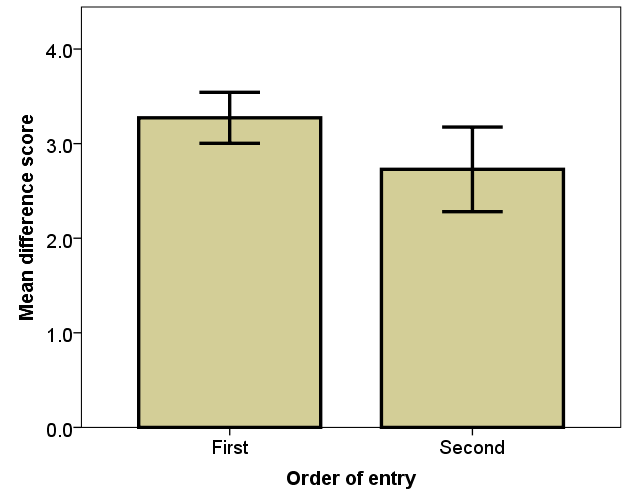 Mean difference score
4.0
3.0
2.0
1.0
0.0
First Second
Order of entry